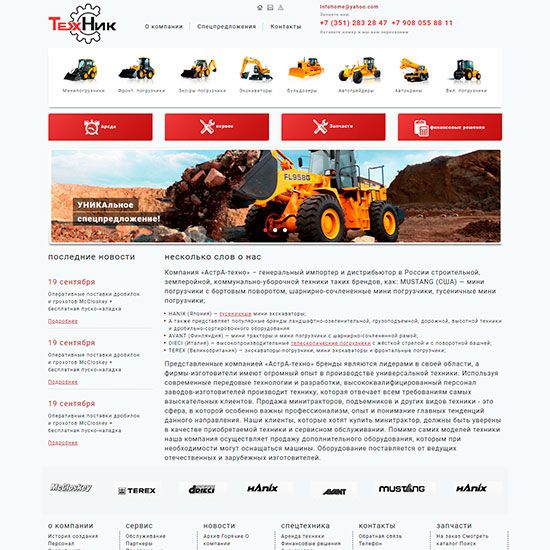 ТехНик
О компании Спецпредложения Контакты
Infohome@yahoo.com
Звоните нам
+7 (351) 283 28 47 +7 908 055 88 11
Оставьте номер и мы вам перезвоним
Минипогрузчики Фронт. погрузчики Экс-ры-погрузчики Экскаваторы Бульдозеры Автогрейдеры Автокраны Вил. погрузчики
Аренда сервис Запчасти финансовые решения
FL958G
УНИКАльное
спецпредложение!
последние новости
19 сентября
Оперативные поставки дробилок
и грохотов McCloskey +
бесплатная пуско-наладка
Подробнее
19 сентября
Оперативные поставки дробилок
и грохотов McCloskey +
бесплатная пуско-наладка
Подробнее
19 сентября
Оперативные поставки дробилок
и грохотов McCloskey +
бесплатная пуско-наладка
Подробнее
несколько слов о нас
Компания «АстрА-техно» – генеральный импортер и дистрибьютор в России строительной,
землеройной, коммунально-уборочной техники таких брендов, как: MUSTANG (США) — мини
погрузчики с бортовым поворотом, шарнирно-сочлененные мини погрузчики, гусеничные мини
погрузчики;
HANIX (Япония) — гусеничные мини экскаваторы;
А также представляет популярные бренды ландшафтно-озеленительной, грузоподъемной, дорожной, высотной техники
и дробильно-сортировочного оборудования
AVANT (Финляндия) — мини тракторы и мини погрузчики с шарнирно-сочлененной рамой;
DIECI (Италия) — высокопроизводительные телескопические погрузчики с жесткой стрелой и с поворотной башней;
TEREX (Великобритания) — экскаваторы-погрузчики, мини экскаваторы и фронтальные погрузчики;
Представленные компанией «АстрА-техно» бренды являются лидерами в своей области, а
фирмы-изготовители имеют огромный опыт в производстве универсальной техники. Используя
современные передовые технологии и разработки, высококвалифицированный персонал
заводов-изготовителей производит технику, которая отвечает всем требованиям самых
взыскательных клиентов. Продажа минитракторов, подъемников и других видов техники - это
сфера, в которой особенно важны профессионализм, опыт и понимание главных тенденций
данного направления. Наши клиенты, которые хотят купить минитрактор, должны быть уверены
в качестве приобретаемой техники и сервисном обслуживании. Помимо самих моделей техники
наша компания осуществляет продажу дополнительного оборудования, которым при
необходимости могут оснащаться машины. Оборудование поставляется от ведущих
отечественных и зарубежных изготовителей.
McCloskey TEREX DIECI HANIX AVANT MUSTANG HANIX
о компании сервис новости спецтехника контакты запчасти
История создания Обслуживание Архив Горячие О Аренда техники Обратная связь На заказ Смотреть
Персонал Партнеры компании Финансовые решения Телефон каталог Поиск